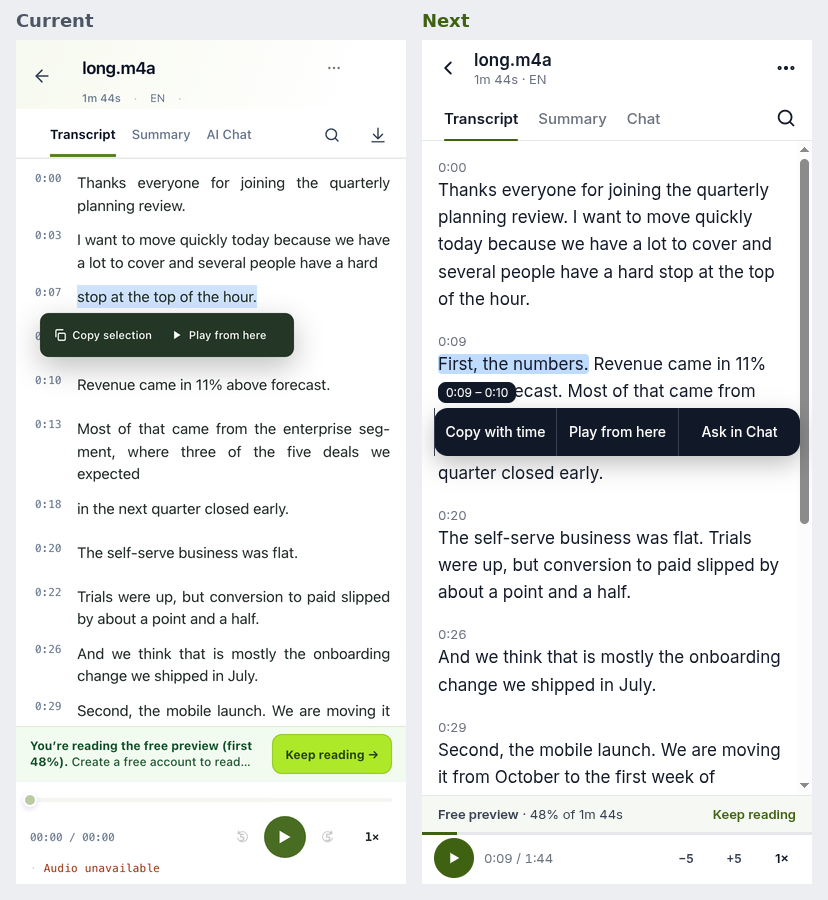 Current
long.m4a
1m 44s · EN ·
Transcript Summary AI Chat
0:00 Thanks everyone for joining the quarterly
planning review.
0:03 I want to move quickly today because we have
a lot to cover and several people have a hard
0:07 stop at the top of the hour.
Copy selection Play from here
0:10 Revenue came in 11% above forecast.
0:13 Most of that came from the enterprise seg-
ment, where three of the five deals we
expected
0:18 in the next quarter closed early.
0:20 The self-serve business was flat.
0:22 Trials were up, but conversion to paid slipped
by about a point and a half.
0:26 And we think that is mostly the onboarding
change we shipped in July.
0:29 Second, the mobile launch. We are moving it
You’re reading the free preview (first
48%). Create a free account to read...
Keep reading →
00:00 / 00:00 5 5 1×
· Audio unavailable
Next
long.m4a
1m 44s · EN
Transcript Summary Chat
0:00
Thanks everyone for joining the quarterly
planning review. I want to move quickly
today because we have a lot to cover and
several people have a hard stop at the top
of the hour.
0:09
First, the numbers. Revenue came in 11%
ecast. Most of that came from
0:09 – 0:10
Copy with time Play from here Ask in Chat
quarter closed early.
0:20
The self-serve business was flat. Trials
were up, but conversion to paid slipped by
about a point and a half.
0:26
And we think that is mostly the onboarding
change we shipped in July.
0:29
Second, the mobile launch. We are moving
it from October to the first week of
Free preview · 48% of 1m 44s Keep reading
0:09 / 1:44 −5 +5 1×